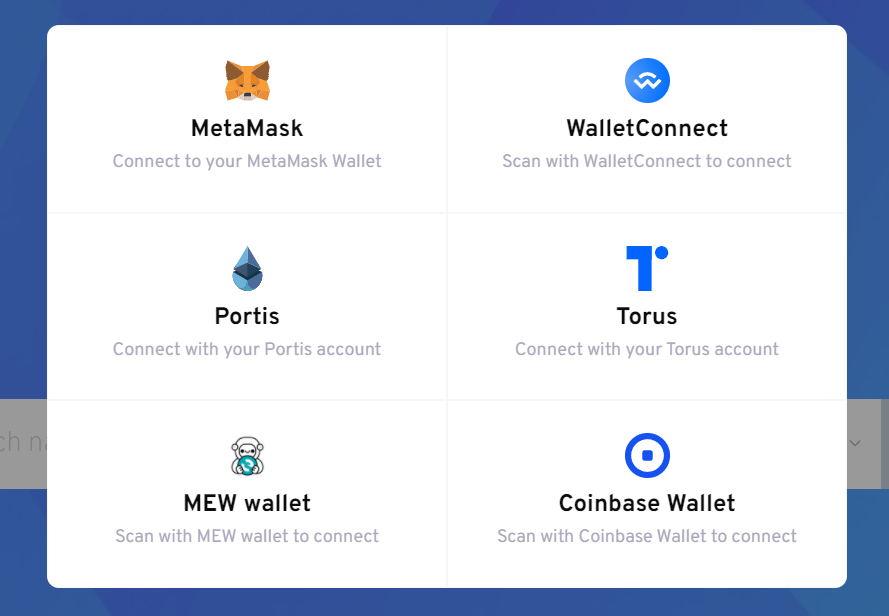 MetaMask
Connect to your MetaMask Wallet
WalletConnect
Scan with WalletConnect to connect
Portis
Connect with your Portis account
Torus
Connect with your Torus account
MEW wallet
Scan with MEW wallet to connect
Coinbase Wallet
Scan with Coinbase Wallet to connect